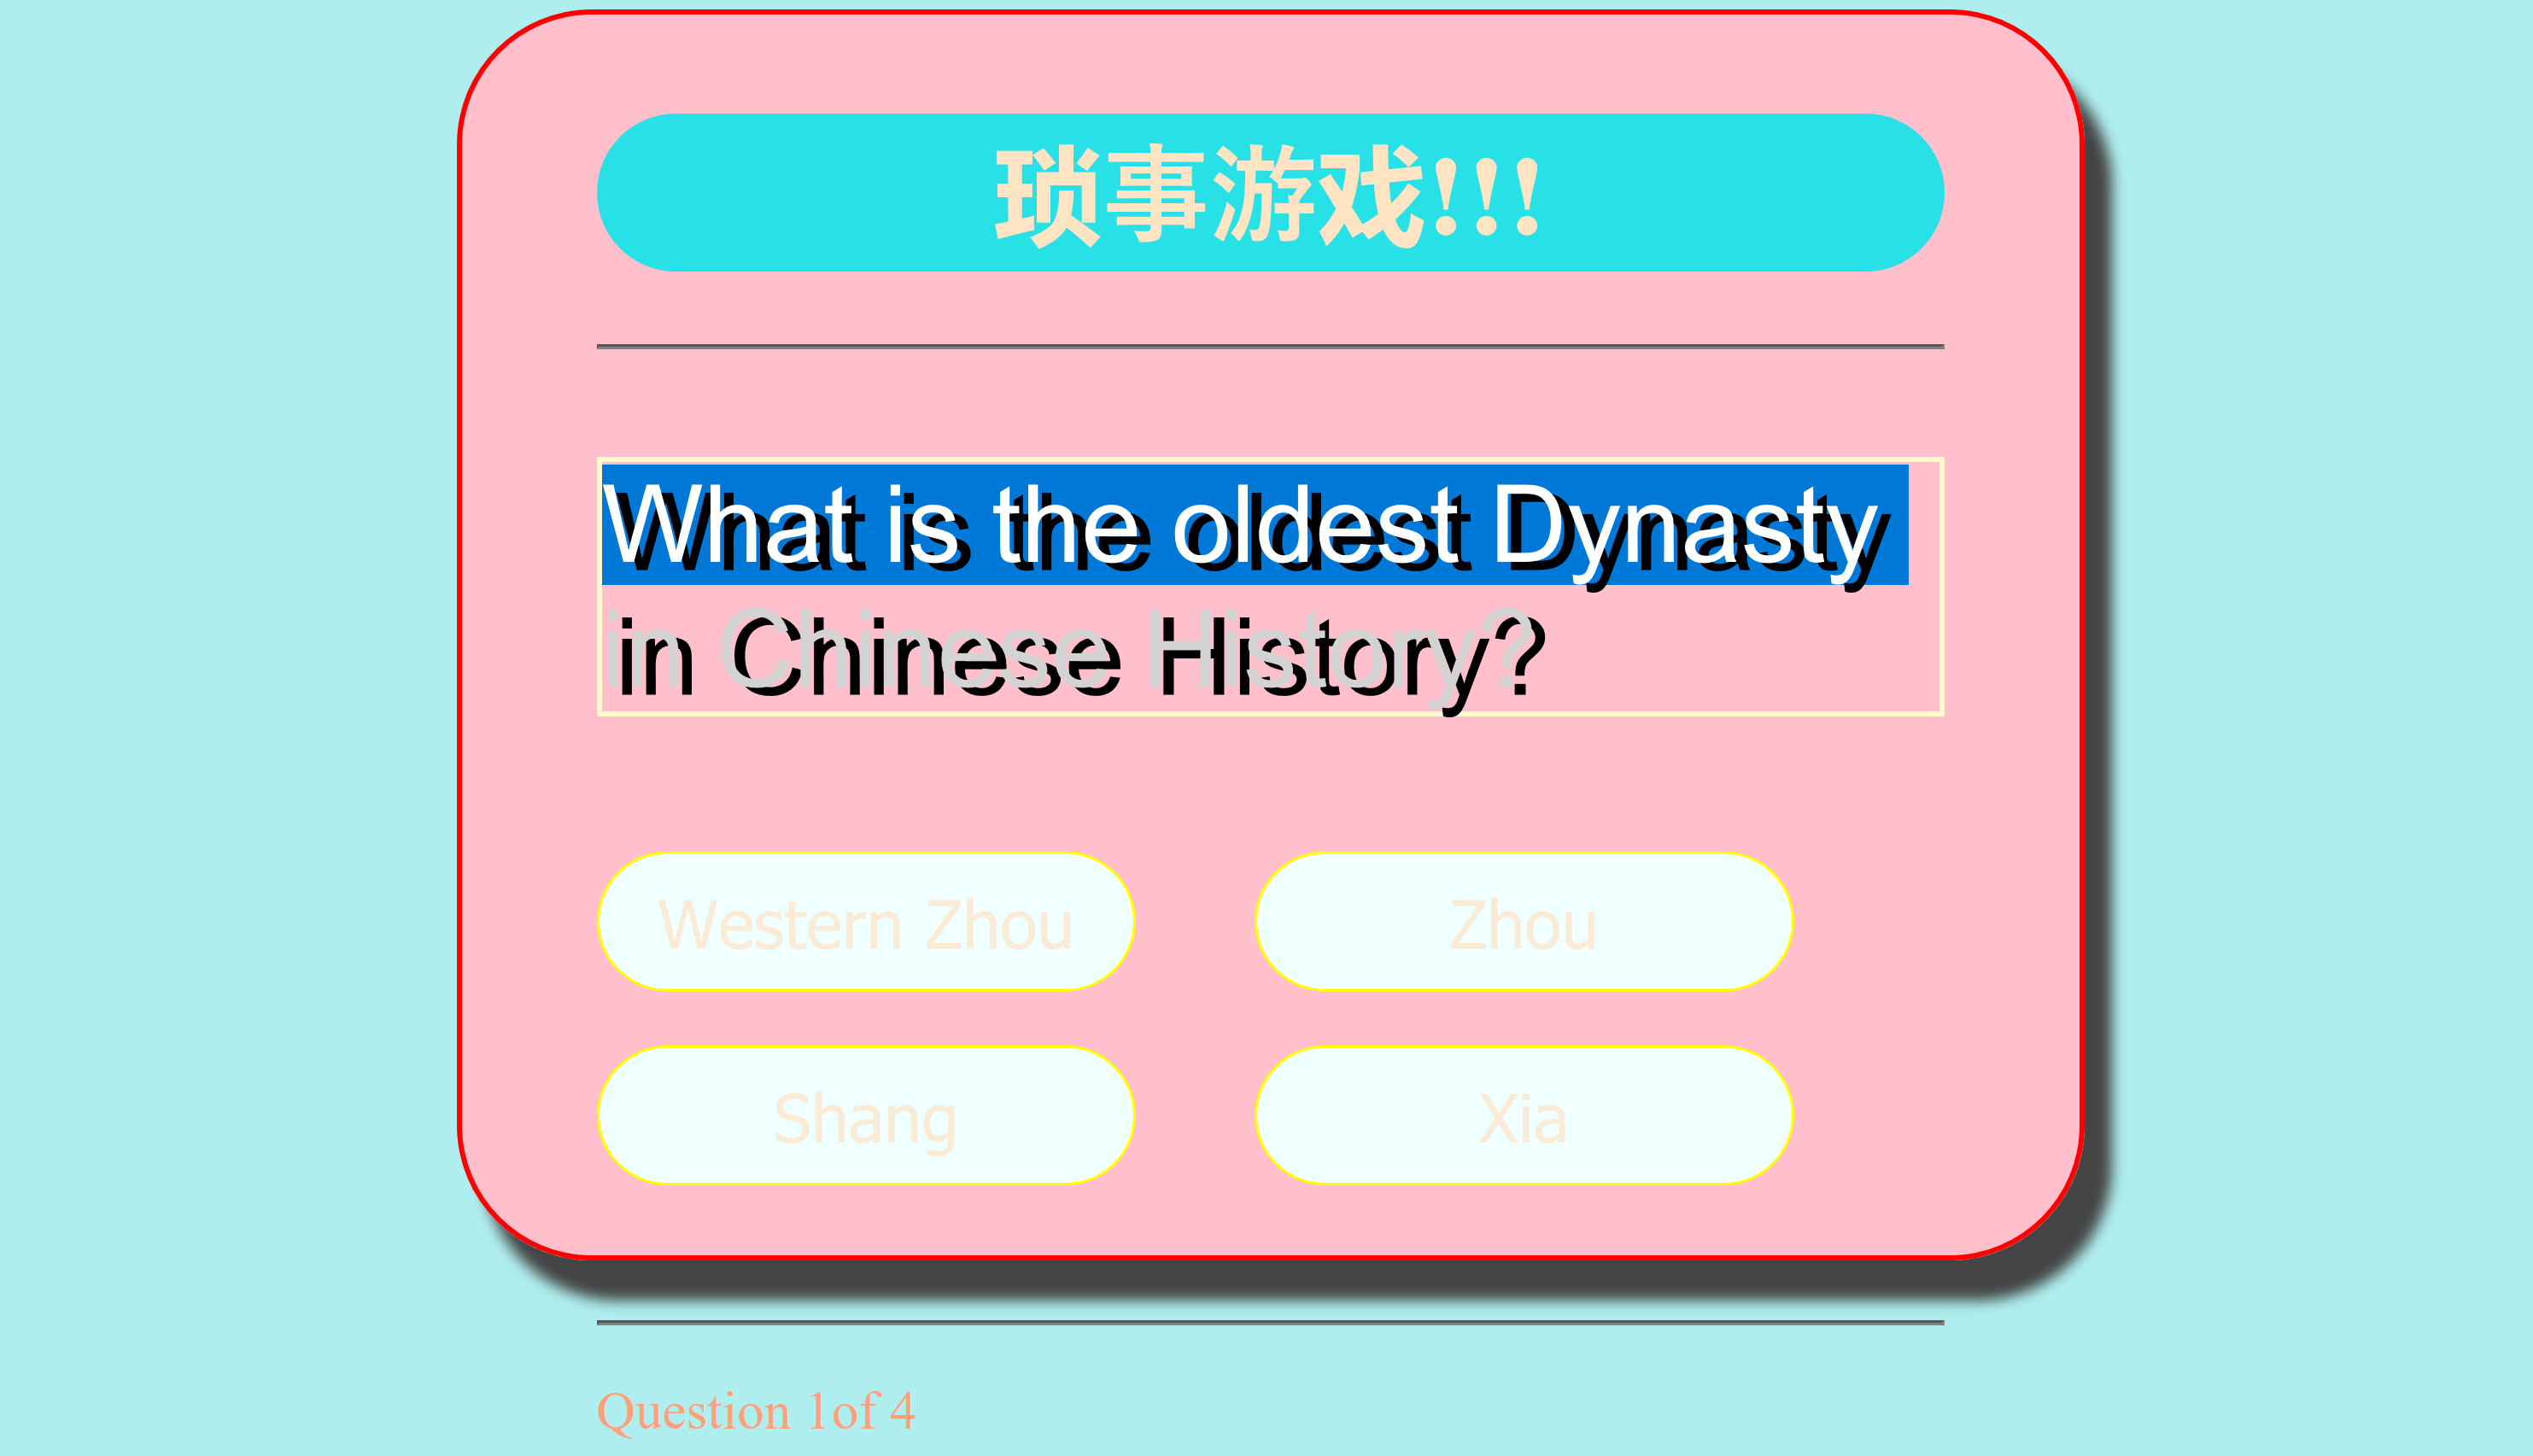 琐事游戏!!!
What is the oldest Dynasty
in Chinese History?
Western Zhou
Zhou
Shang
Xia
Question 1of 4